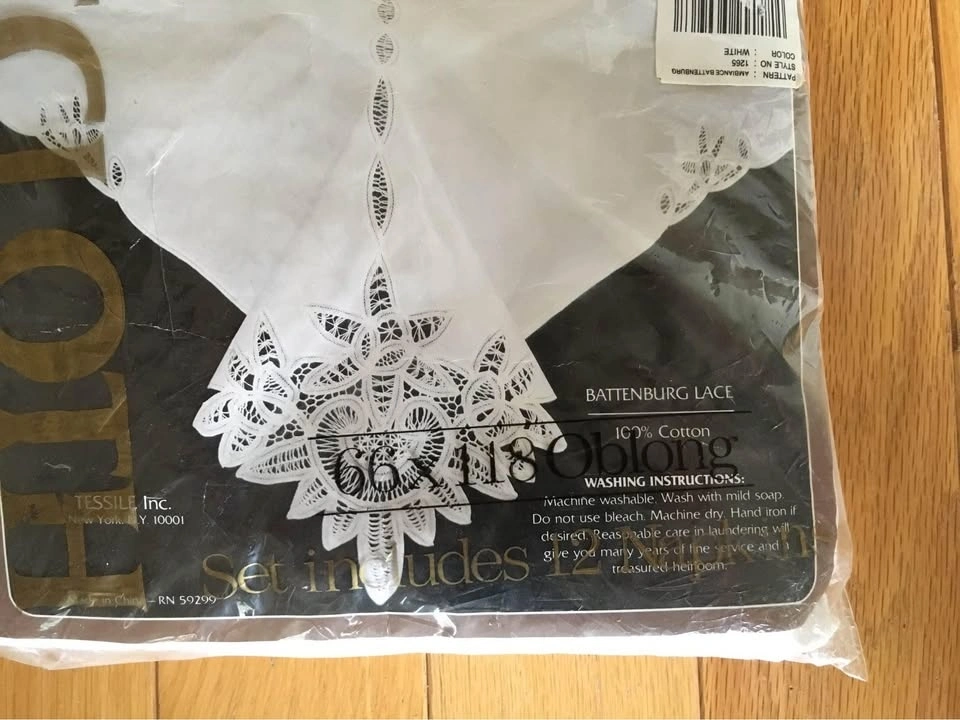 PATTERN : AMBIANCE BATTENBURG
STYLE NO : 1265
COLOR : WHITE
BATTENBURG LACE
100% Cotton
66 x 118 Oblong
WASHING INSTRUCTIONS:
Machine washable. Wash with mild soap.
Do not use bleach. Machine dry. Hand iron if
desired. Reasonable care in laundering will
give you many years of fine service and a
treasured heirloom.
TESSILE Inc.
New York, N.Y. 10001
Set includes 12 Napkins
Made in China – RN 59299